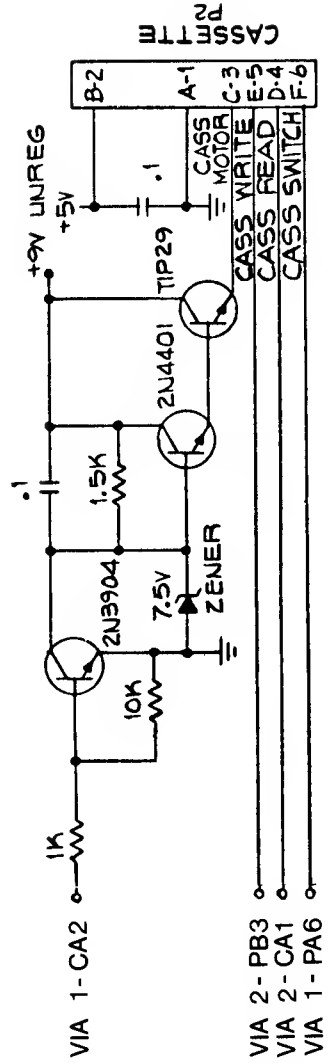 VIA 1 - CA2
1K
10K
2N3904
.1
1.5K
7.5V
ZENER
2N4401
TIP29
+9V UNREG
+5V
.1
CASS
MOTOR
CASS WRITE
CASS READ
CASS SWITCH
B-2
A-1
C-3
E-5
D-4
F-6
CASSETTE
P2
VIA 2 - PB3
VIA 2 - CA1
VIA 1 - PA6